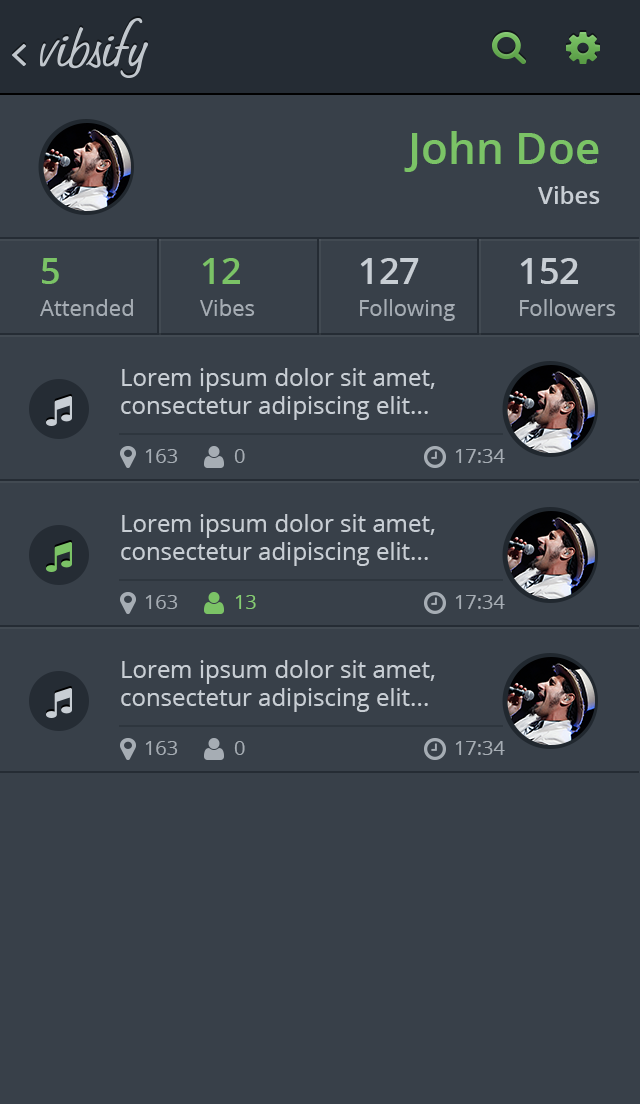 vibsify
John Doe
Vibes
5 12 127 152
Attended Vibes Following Followers
Lorem ipsum dolor sit amet,
consectetur adipiscing elit...
163 0 17:34
Lorem ipsum dolor sit amet,
consectetur adipiscing elit...
163 13 17:34
Lorem ipsum dolor sit amet,
consectetur adipiscing elit...
163 0 17:34